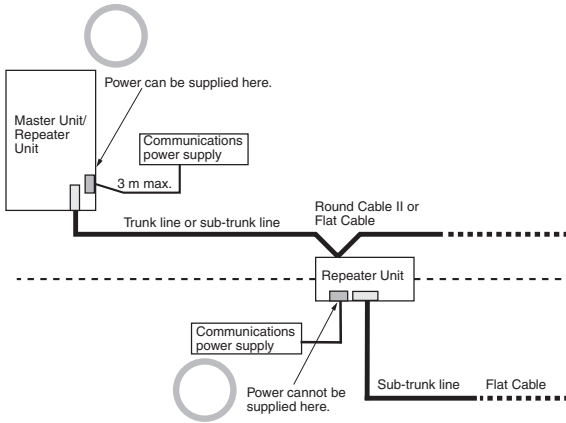 Power can be supplied here.
Master Unit/
Repeater
Unit
Communications
power supply
3 m max.
Round Cable II or
Flat Cable
Trunk line or sub-trunk line
Repeater Unit
Communications
power supply
Power cannot be
supplied here.
Sub-trunk line
Flat Cable